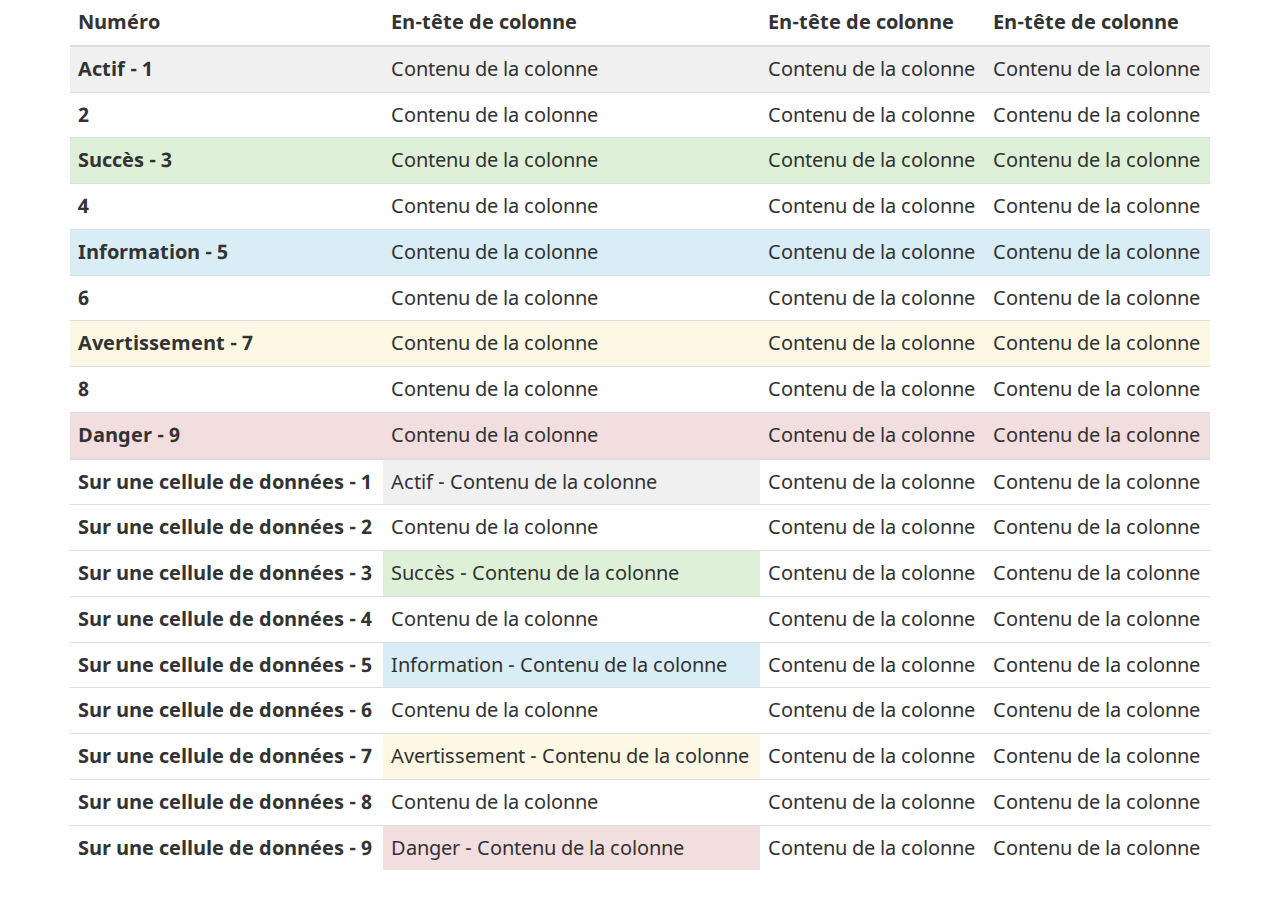 Numéro En-tête de colonne En-tête de colonne En-tête de colonne
Actif - 1 Contenu de la colonne Contenu de la colonne Contenu de la colonne
2 Contenu de la colonne Contenu de la colonne Contenu de la colonne
Succès - 3 Contenu de la colonne Contenu de la colonne Contenu de la colonne
4 Contenu de la colonne Contenu de la colonne Contenu de la colonne
Information - 5 Contenu de la colonne Contenu de la colonne Contenu de la colonne
6 Contenu de la colonne Contenu de la colonne Contenu de la colonne
Avertissement - 7 Contenu de la colonne Contenu de la colonne Contenu de la colonne
8 Contenu de la colonne Contenu de la colonne Contenu de la colonne
Danger - 9 Contenu de la colonne Contenu de la colonne Contenu de la colonne
Sur une cellule de données - 1 Actif - Contenu de la colonne Contenu de la colonne Contenu de la colonne
Sur une cellule de données - 2 Contenu de la colonne Contenu de la colonne Contenu de la colonne
Sur une cellule de données - 3 Succès - Contenu de la colonne Contenu de la colonne Contenu de la colonne
Sur une cellule de données - 4 Contenu de la colonne Contenu de la colonne Contenu de la colonne
Sur une cellule de données - 5 Information - Contenu de la colonne Contenu de la colonne Contenu de la colonne
Sur une cellule de données - 6 Contenu de la colonne Contenu de la colonne Contenu de la colonne
Sur une cellule de données - 7 Avertissement - Contenu de la colonne Contenu de la colonne Contenu de la colonne
Sur une cellule de données - 8 Contenu de la colonne Contenu de la colonne Contenu de la colonne
Sur une cellule de données - 9 Danger - Contenu de la colonne Contenu de la colonne Contenu de la colonne